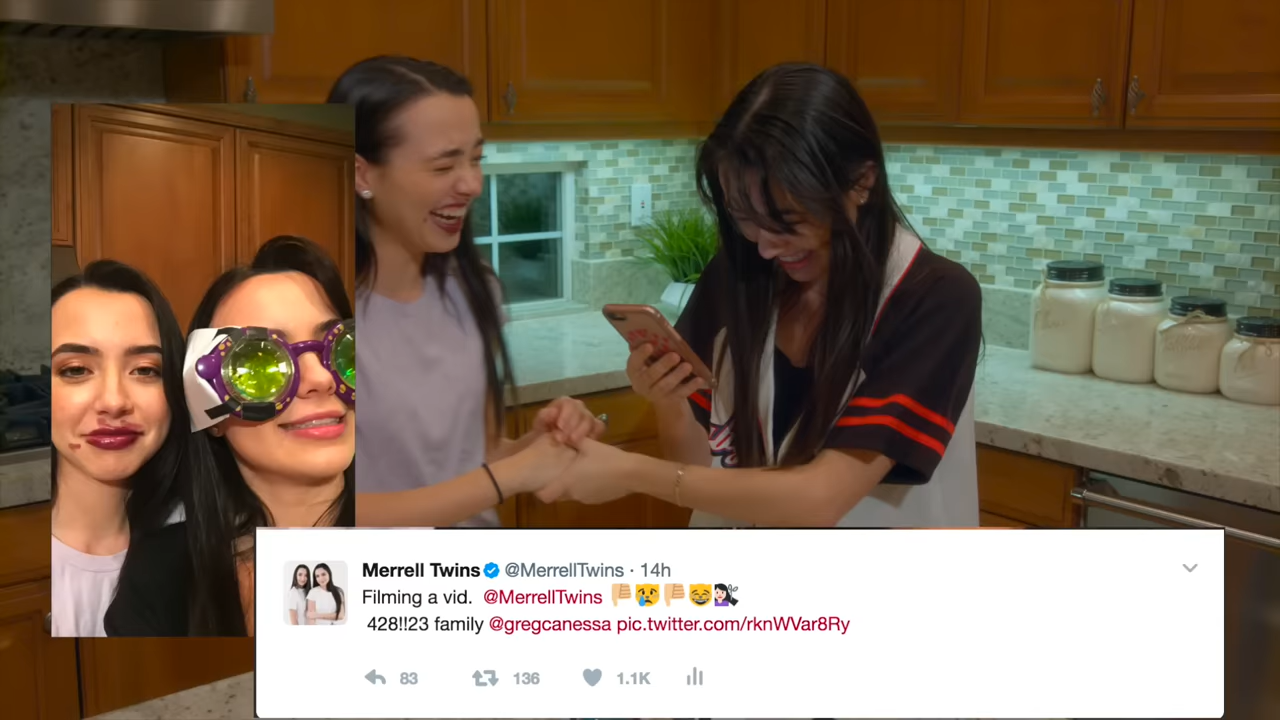 Merrell Twins @MerrellTwins · 14h
Filming a vid. @MerrellTwins 👎😿👎😸💇🏻‍♀️
428!!23 family @gregcanessa pic.twitter.com/rknWVar8Ry
83 136 1.1K